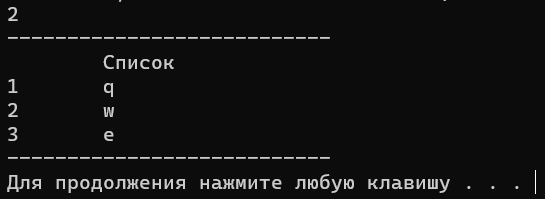 2
---------------------------
Список
1 q
2 w
3 e
---------------------------
Для продолжения нажмите любую клавишу . . .